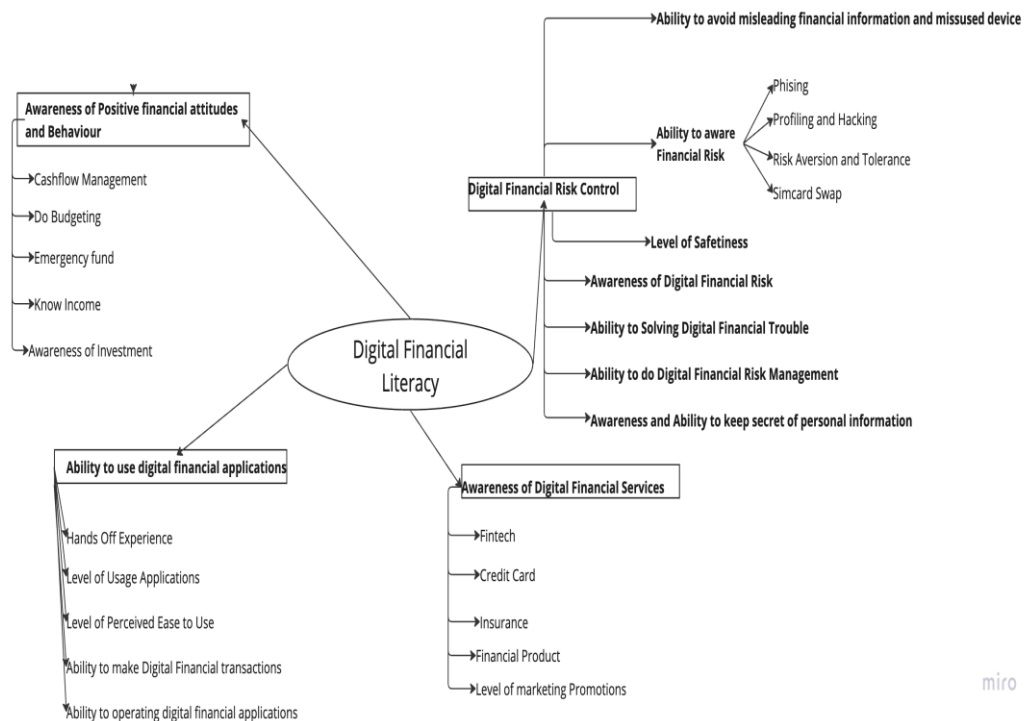 Ability to avoid misleading financial information and missused device
Awareness of Positive financial attitudes
and Behaviour
Cashflow Management
Do Budgeting
Emergency fund
Know Income
Awareness of Investment
Phising
Profiling and Hacking
Risk Aversion and Tolerance
Simcard Swap
Ability to aware
Financial Risk
Digital Financial Risk Control
Level of Safetiness
Awareness of Digital Financial Risk
Ability to Solving Digital Financial Trouble
Ability to do Digital Financial Risk Management
Awareness and Ability to keep secret of personal information
Digital Financial
Literacy
Ability to use digital financial applications
Hands Off Experience
Level of Usage Applications
Level of Perceived Ease to Use
Ability to make Digital Financial transactions
Ability to operating digital financial applications
Awareness of Digital Financial Services
Fintech
Credit Card
Insurance
Financial Product
Level of marketing Promotions
miro